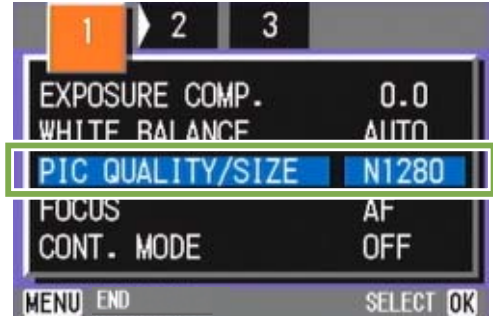 1 2 3
EXPOSURE COMP. 0.0
WHITE BALANCE AUTO
PIC QUALITY/SIZE N1280
FOCUS AF
CONT. MODE OFF
MENU END SELECT OK